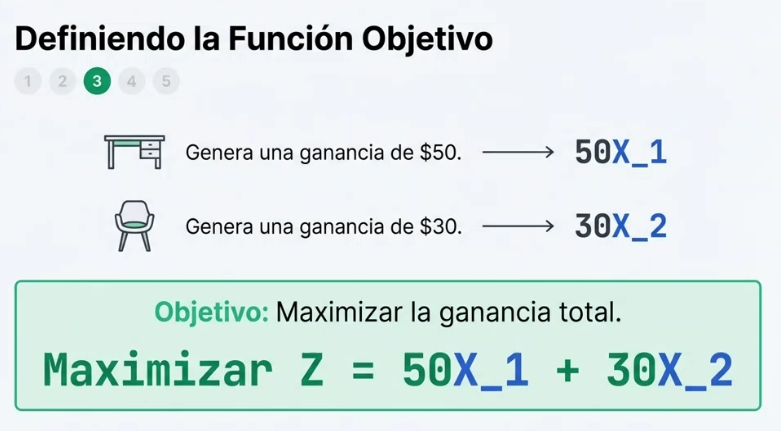 Definiendo la Función Objetivo
1 2 3 4 5
Genera una ganancia de $50. → 50X_1
Genera una ganancia de $30. → 30X_2
Objetivo: Maximizar la ganancia total.
Maximizar Z = 50X_1 + 30X_2